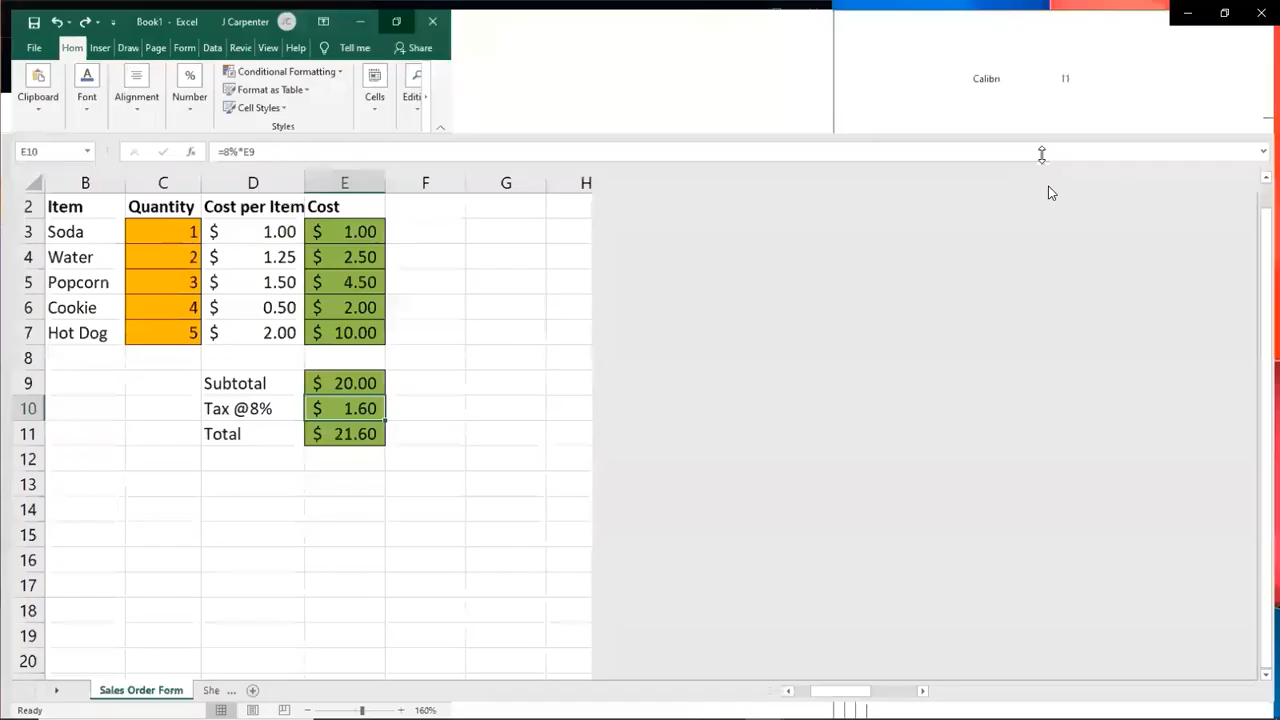 Book1 - Excel J Carpenter JC
File Hom Inser Draw Page Form Data Revie View Help Tell me Share
Clipboard Font Alignment % Number Conditional Formatting Format as Table Cell Styles Styles Cells Editi
Calibri 11
E10 fx =8%*E9
B C D E F G H
2 Item Quantity Cost per Item Cost
3 Soda 1 $ 1.00 $ 1.00
4 Water 2 $ 1.25 $ 2.50
5 Popcorn 3 $ 1.50 $ 4.50
6 Cookie 4 $ 0.50 $ 2.00
7 Hot Dog 5 $ 2.00 $ 10.00
8
9 Subtotal $ 20.00
10 Tax @8% $ 1.60
11 Total $ 21.60
12
13
14
15
16
17
18
19
20
Sales Order Form She ...
Ready 160%